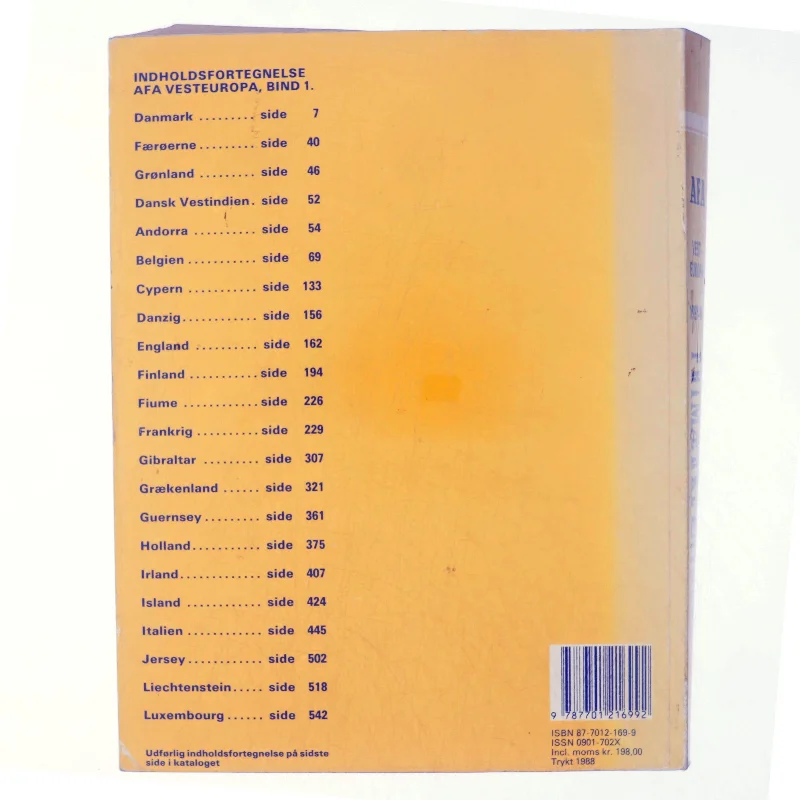 INDHOLDSFORTEGNELSE
AFA VESTEUROPA, BIND 1.
Danmark ......... side 7
Færøerne ......... side 40
Grønland ......... side 46
Dansk Vestindien. side 52
Andorra .......... side 54
Belgien ........... side 69
Cypern ........... side 133
Danzig............ side 156
England .......... side 162
Finland ........... side 194
Fiume ............ side 226
Frankrig .......... side 229
Gibraltar ......... side 307
Grækenland ...... side 321
Guernsey ......... side 361
Holland........... side 375
Irland............. side 407
Island ............ side 424
Italien ............ side 445
Jersey ............ side 502
Liechtenstein..... side 518
Luxembourg ...... side 542
Udførlig indholdsfortegnelse på sidste
side i kataloget
9 787701 216992
ISBN 87-7012-169-9
ISSN 0901-702X
Incl. moms kr. 198,00
Trykt 1988
AFA